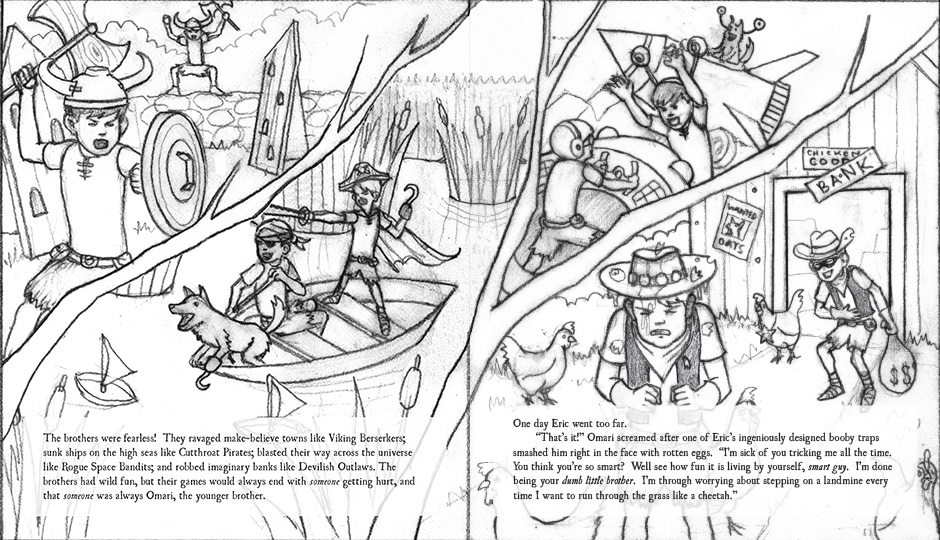 The brothers were fearless!  They ravaged make-believe towns like Viking Berserkers;
sunk ships on the high seas like Cutthroat Pirates; blasted their way across the universe
like Rogue Space Bandits; and robbed imaginary banks like Devilish Outlaws. The
brothers had wild fun, but their games would always end with someone getting hurt, and
that someone was always Omari, the younger brother.
CHICKEN
COOP
BANK
WANTED
OATS
$$
One day Eric went too far.
"That's it!" Omari screamed after one of Eric's ingeniously designed booby traps
smashed him right in the face with rotten eggs.  "I'm sick of you tricking me all the time.
You think you're so smart?  Well see how fun it is living by yourself, smart guy.  I'm done
being your dumb little brother.  I'm through worrying about stepping on a landmine every
time I want to run through the grass like a cheetah."